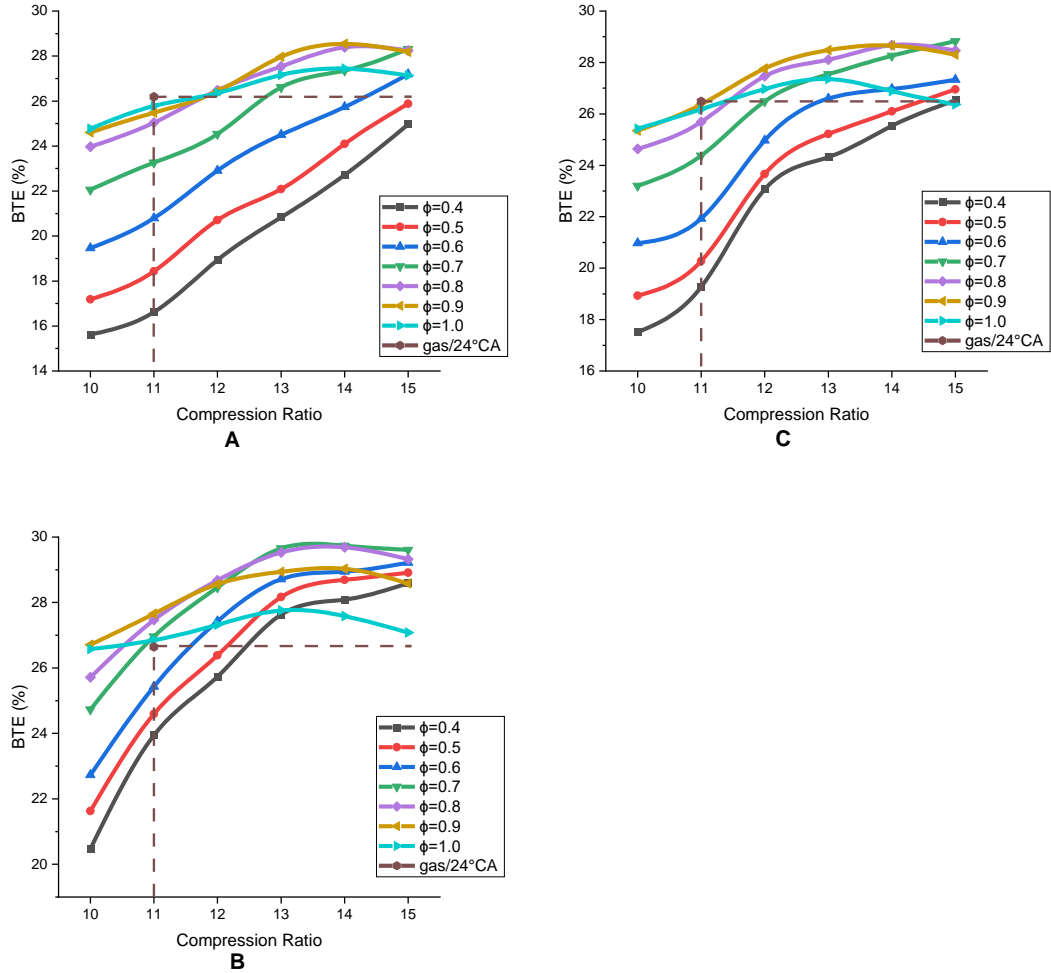 30
28
26
24
22
20
18
16
14
BTE (%)
10 11 12 13 14 15
Compression Ratio
A
ϕ=0.4
ϕ=0.5
ϕ=0.6
ϕ=0.7
ϕ=0.8
ϕ=0.9
ϕ=1.0
gas/24°CA
30
28
26
24
22
20
18
16
BTE (%)
10 11 12 13 14 15
Compression Ratio
C
ϕ=0.4
ϕ=0.5
ϕ=0.6
ϕ=0.7
ϕ=0.8
ϕ=0.9
ϕ=1.0
gas/24°CA
30
28
26
24
22
20
BTE (%)
10 11 12 13 14 15
Compression Ratio
B
ϕ=0.4
ϕ=0.5
ϕ=0.6
ϕ=0.7
ϕ=0.8
ϕ=0.9
ϕ=1.0
gas/24°CA